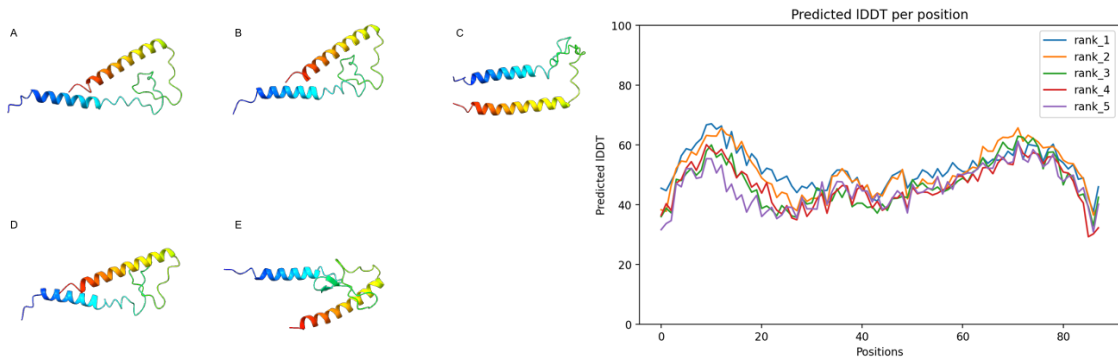 A
B
C
D
E
Predicted lDDT per position
rank_1
rank_2
rank_3
rank_4
rank_5
Predicted lDDT
100
80
60
40
20
0
0
20
40
60
80
Positions